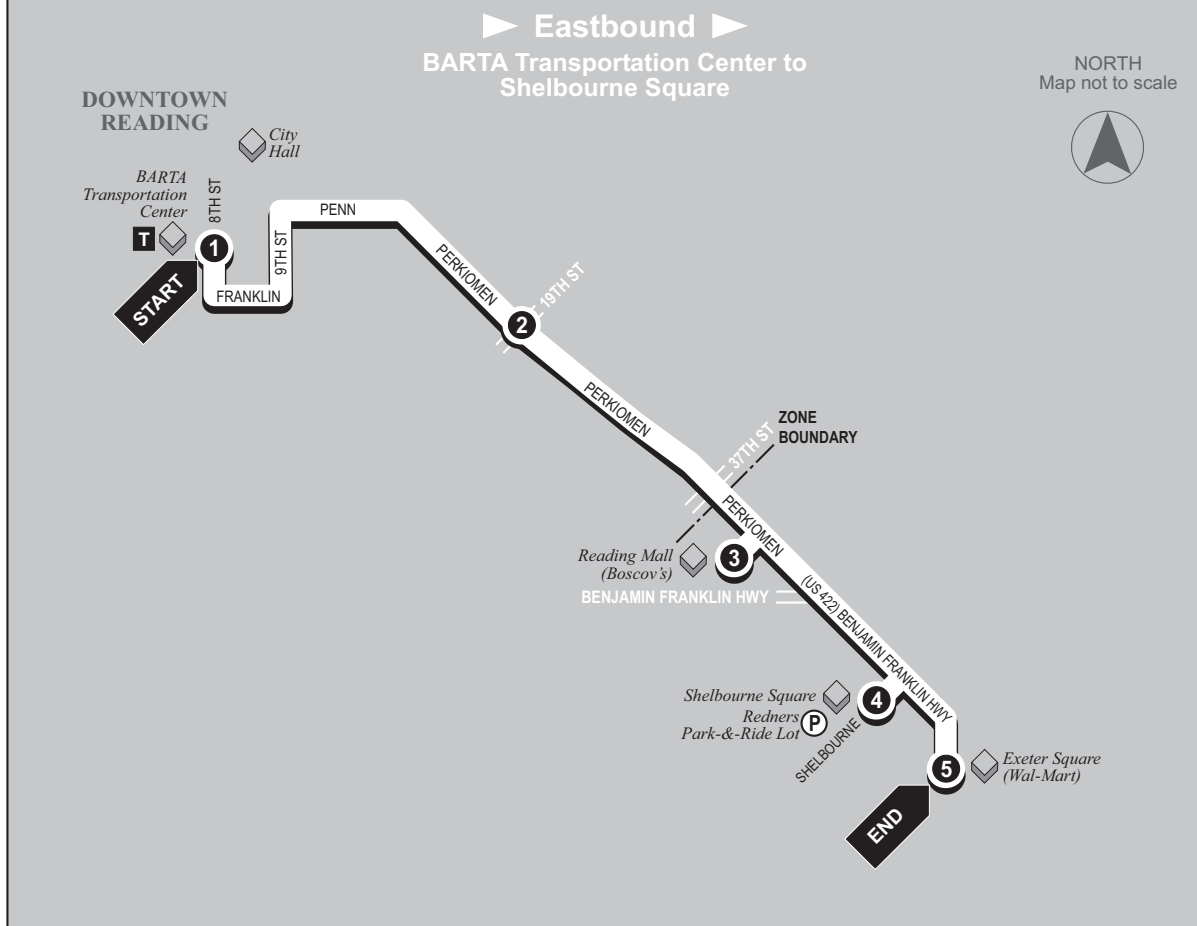 Eastbound
BARTA Transportation Center to
Shelbourne Square
NORTH
Map not to scale
DOWNTOWN
READING
City
Hall
BARTA
Transportation
Center
T
8TH ST
1
START
FRANKLIN
9TH ST
PENN
PERKIOMEN
19TH ST
2
PERKIOMEN
37TH ST
ZONE
BOUNDARY
PERKIOMEN
Reading Mall
(Boscov's)
3
BENJAMIN FRANKLIN HWY
(US 422) BENJAMIN FRANKLIN HWY
Shelbourne Square
Redners
Park-&-Ride Lot
P
4
SHELBOURNE
5
Exeter Square
(Wal-Mart)
END